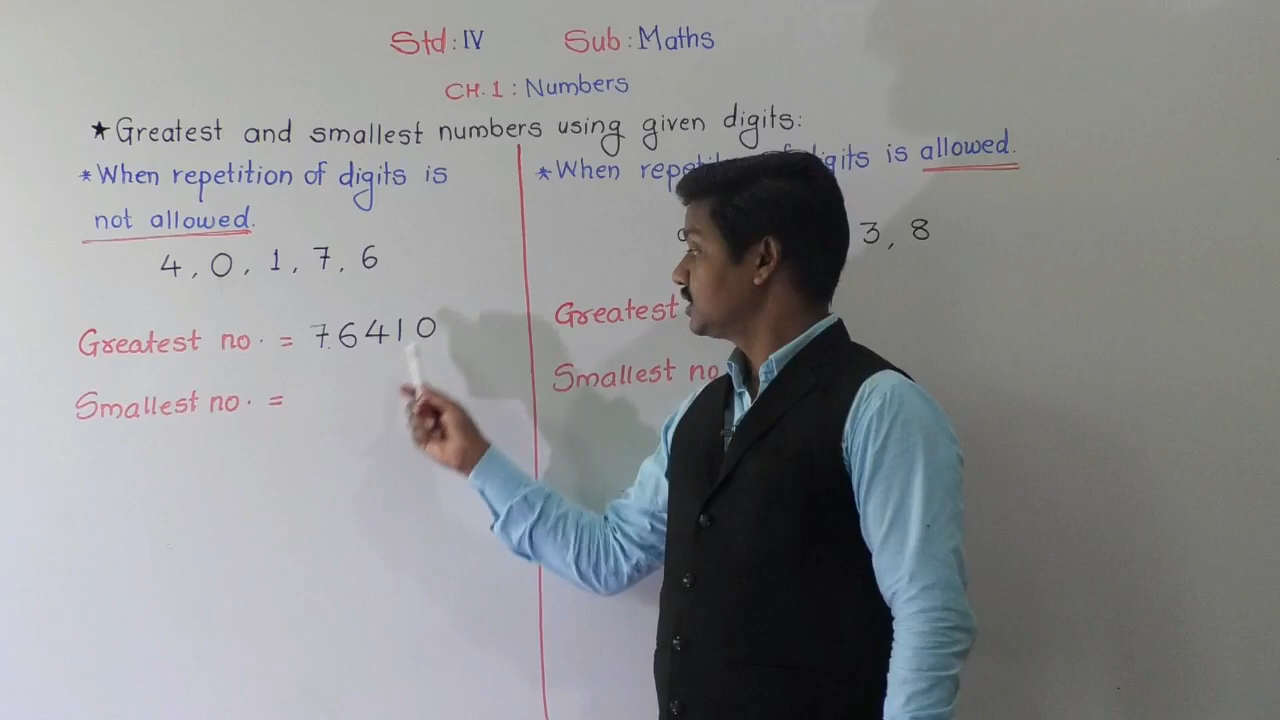 Std : IV Sub : Maths
CH. 1 : Numbers
★ Greatest and smallest numbers using given digits:
* When repetition of digits is
not allowed.
4, 0, 1, 7, 6
Greatest no. = 76410
Smallest no. =
* When of digits is allowed.
3, 8
Greatest
Smallest no